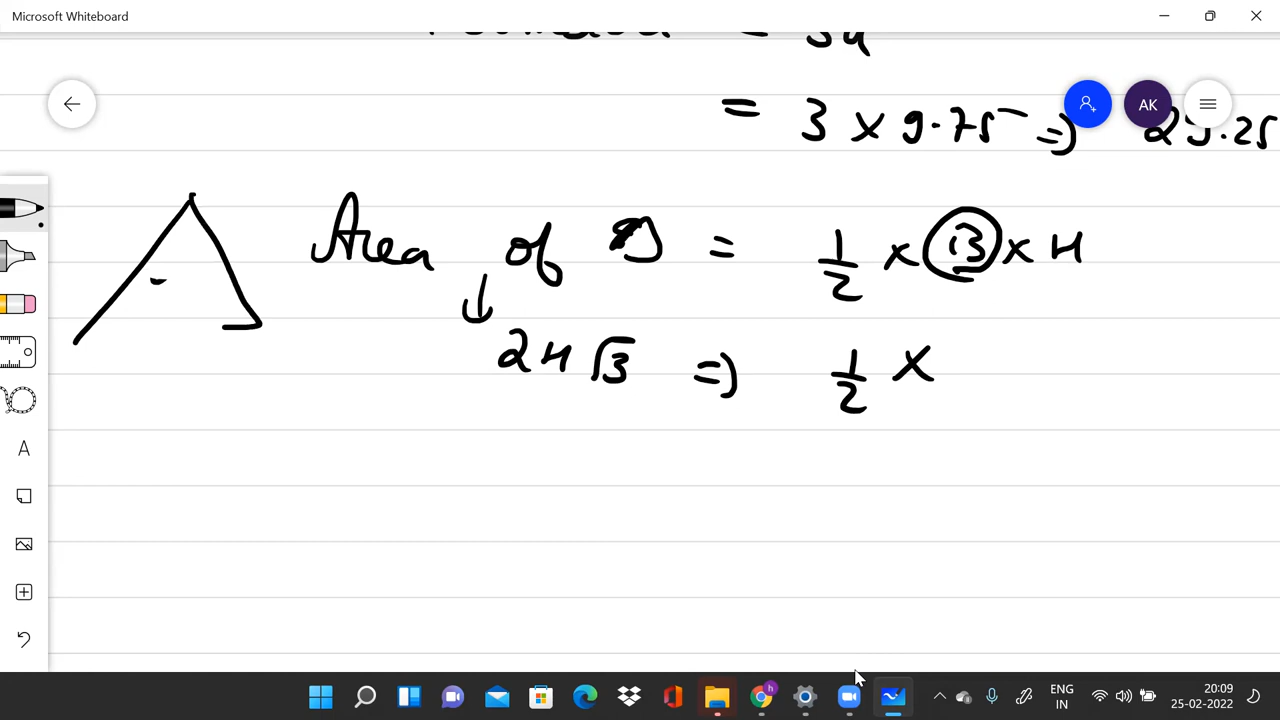 Microsoft Whiteboard
= 3 × 9.75 => 29.25
AK
Area of = 1/2 × B × H
24√3 => 1/2 ×
A
ENG
IN
20:09
25-02-2022